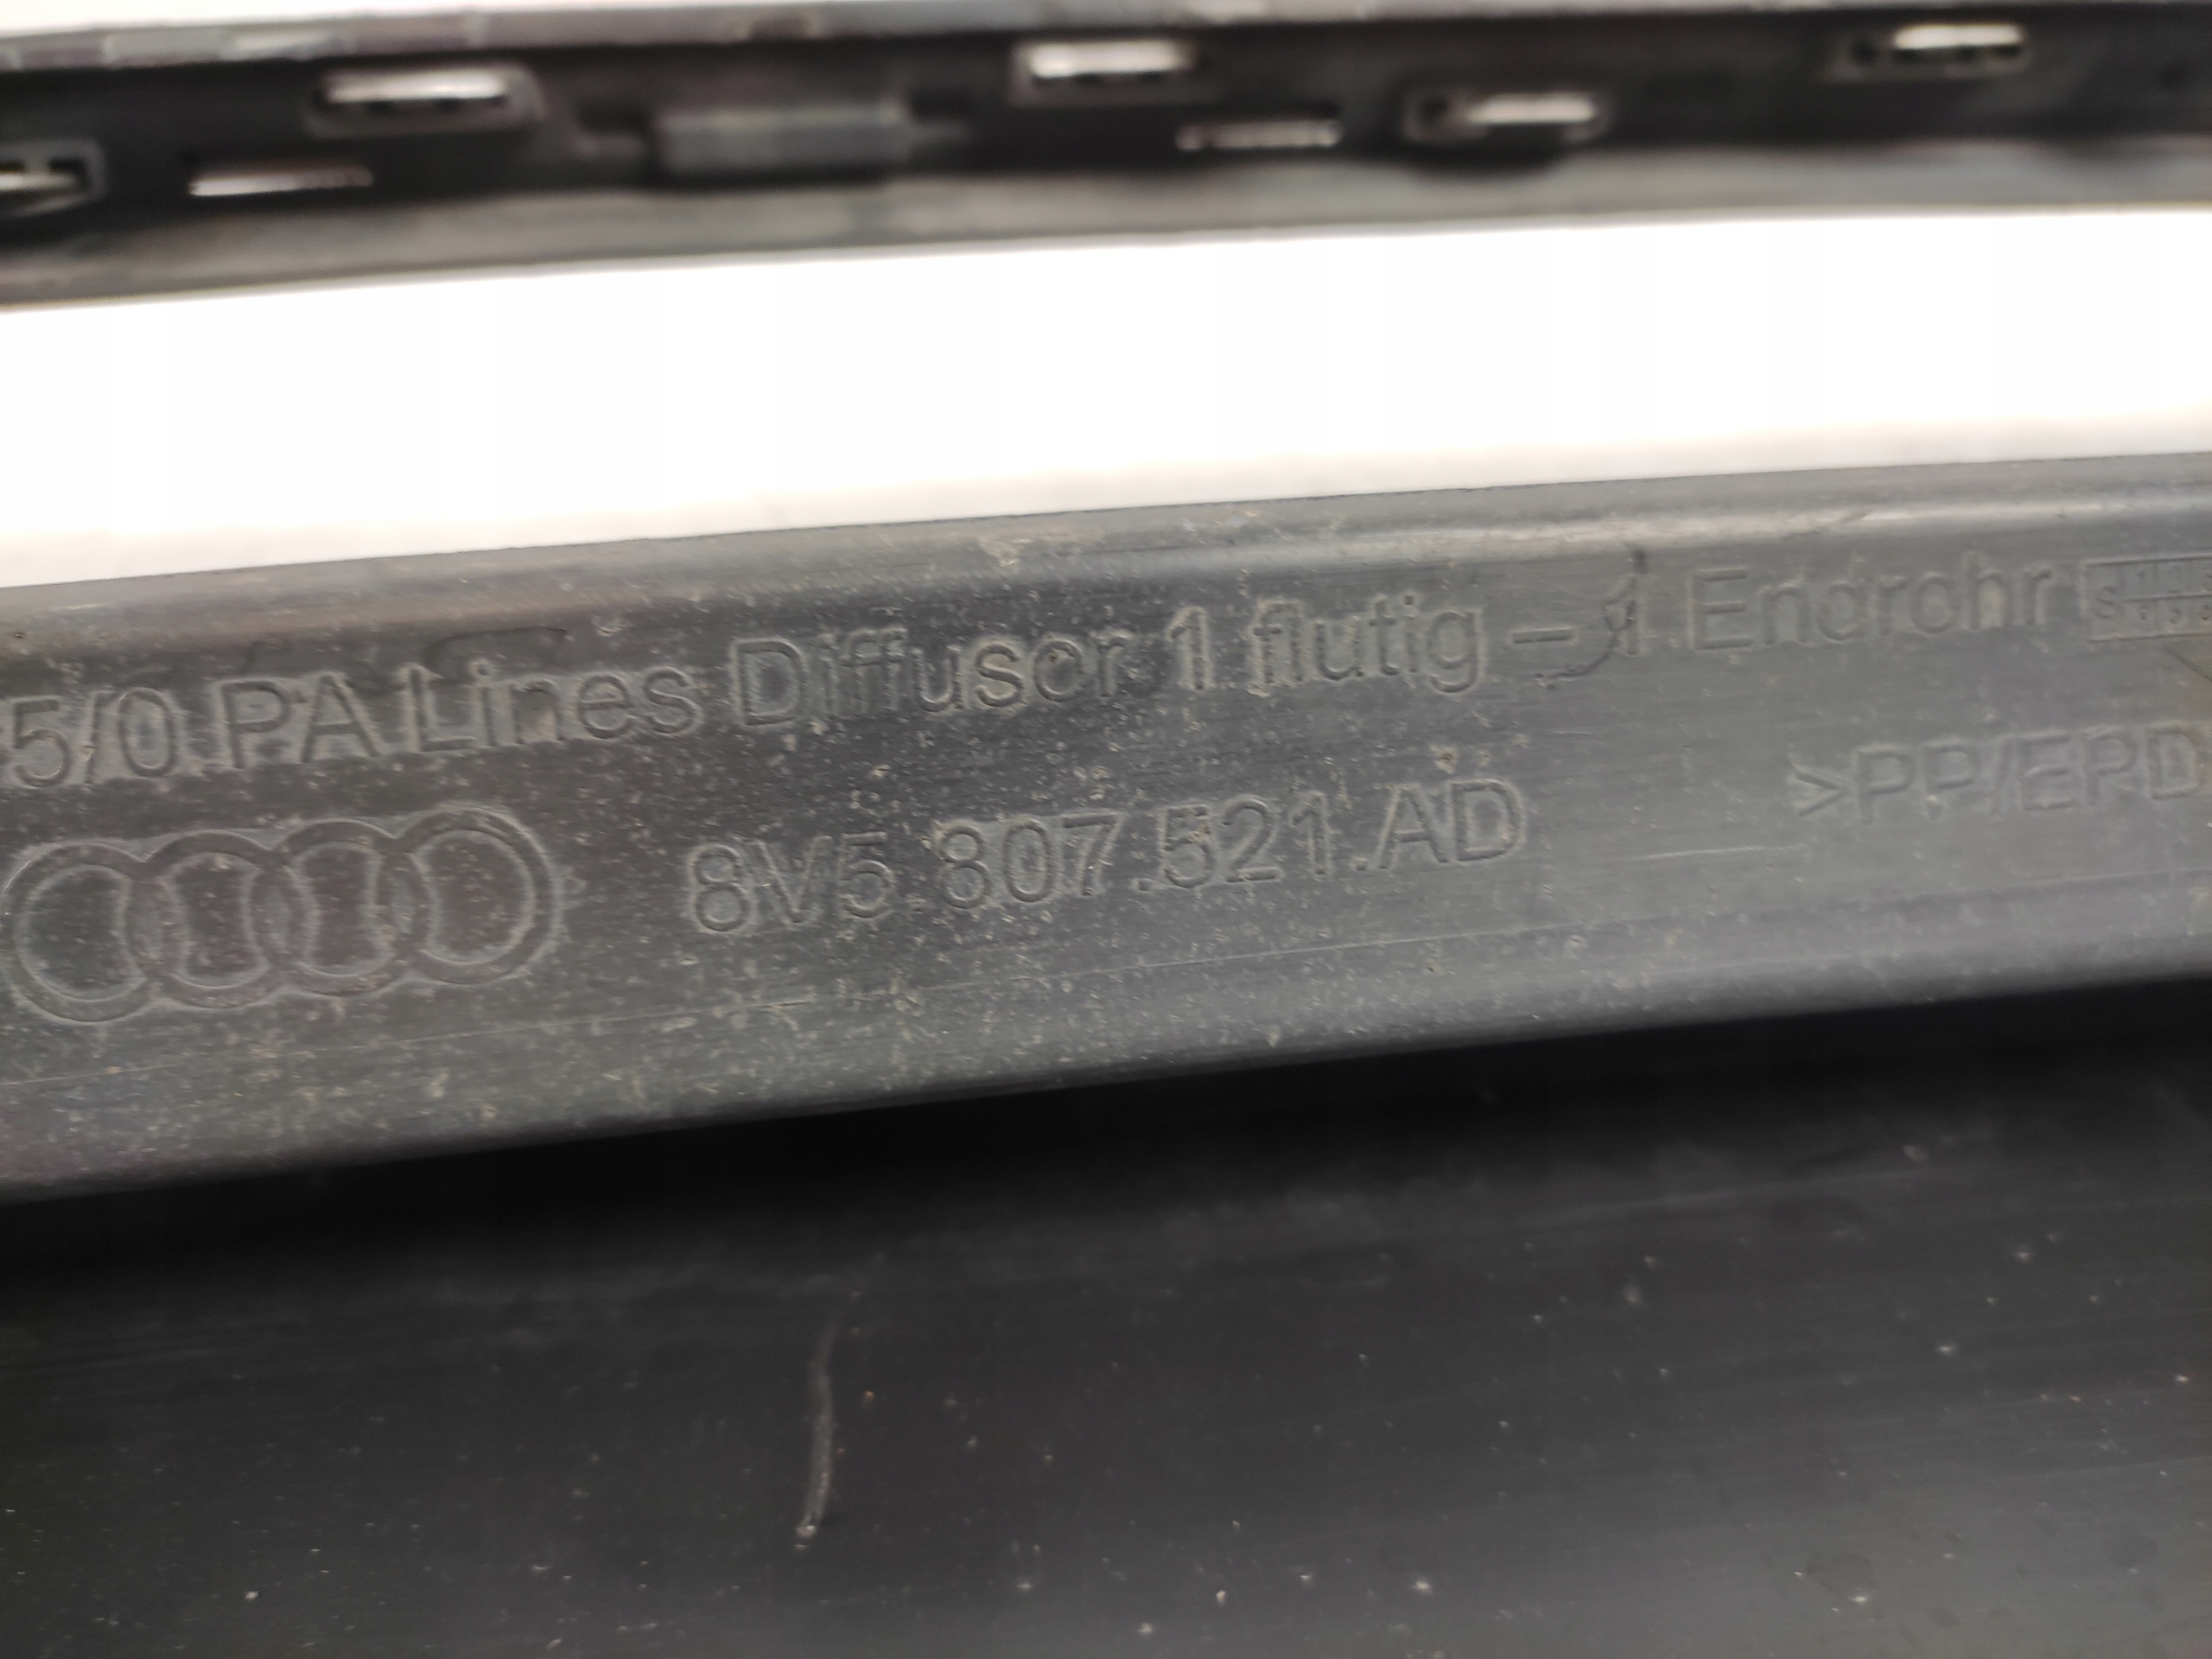 5/0 PA Lines Diffuser 1 flutig – 1 Endrohr
8V5.807.521.AD
>PP/EPD